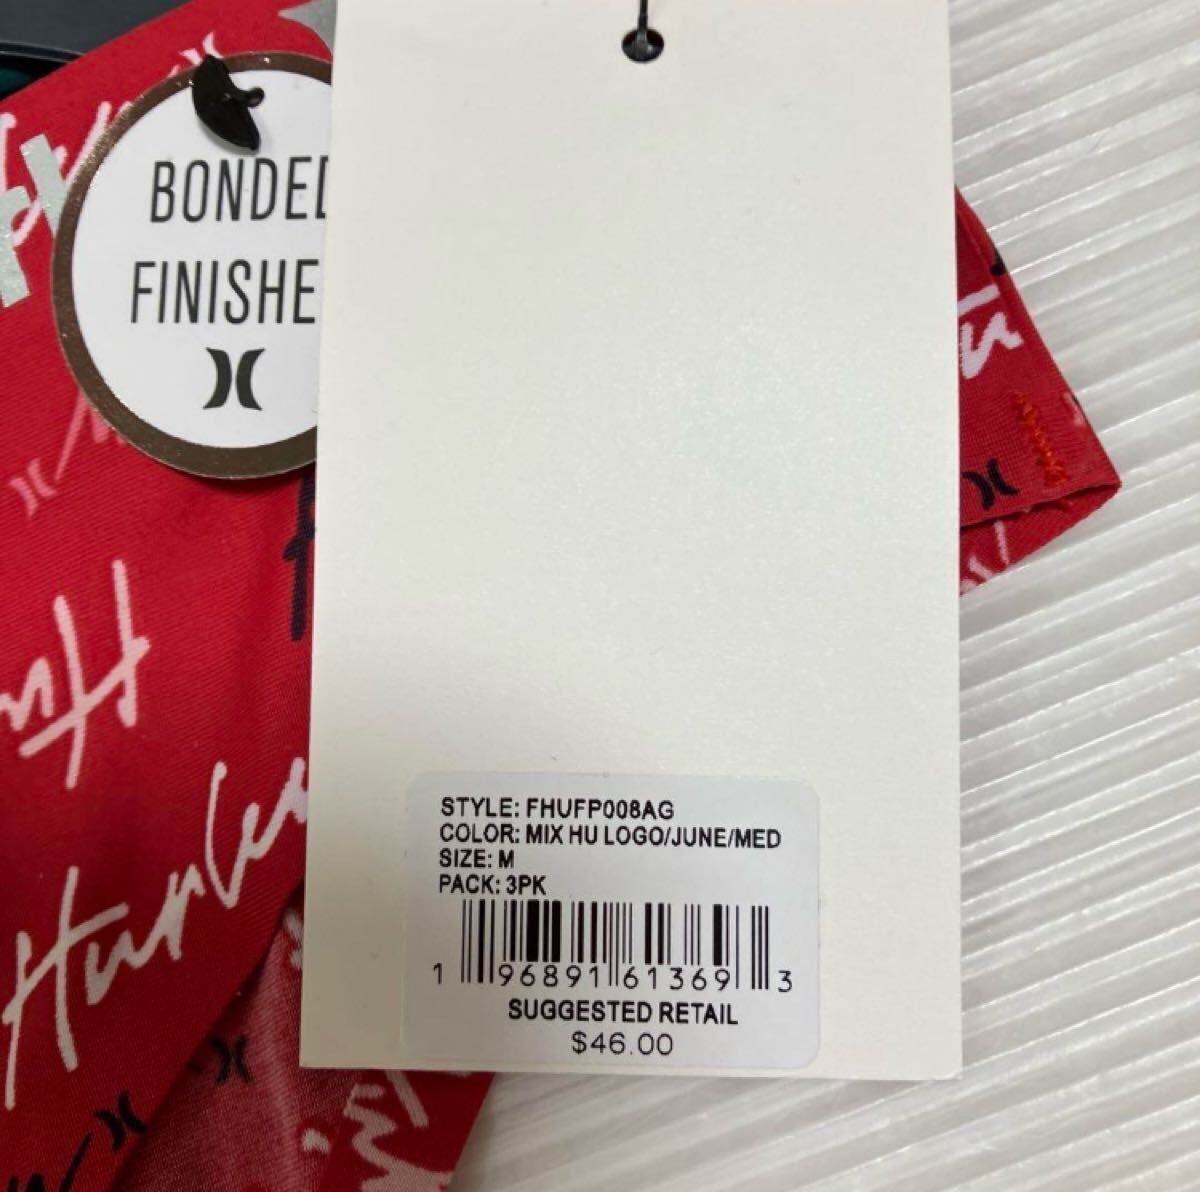 BONDED
FINISHE
STYLE: FHUFP008AG
COLOR: MIX HU LOGO/JUNE/MED
SIZE: M
PACK: 3PK
1 96891 61369 3
SUGGESTED RETAIL
$46.00
Hurley